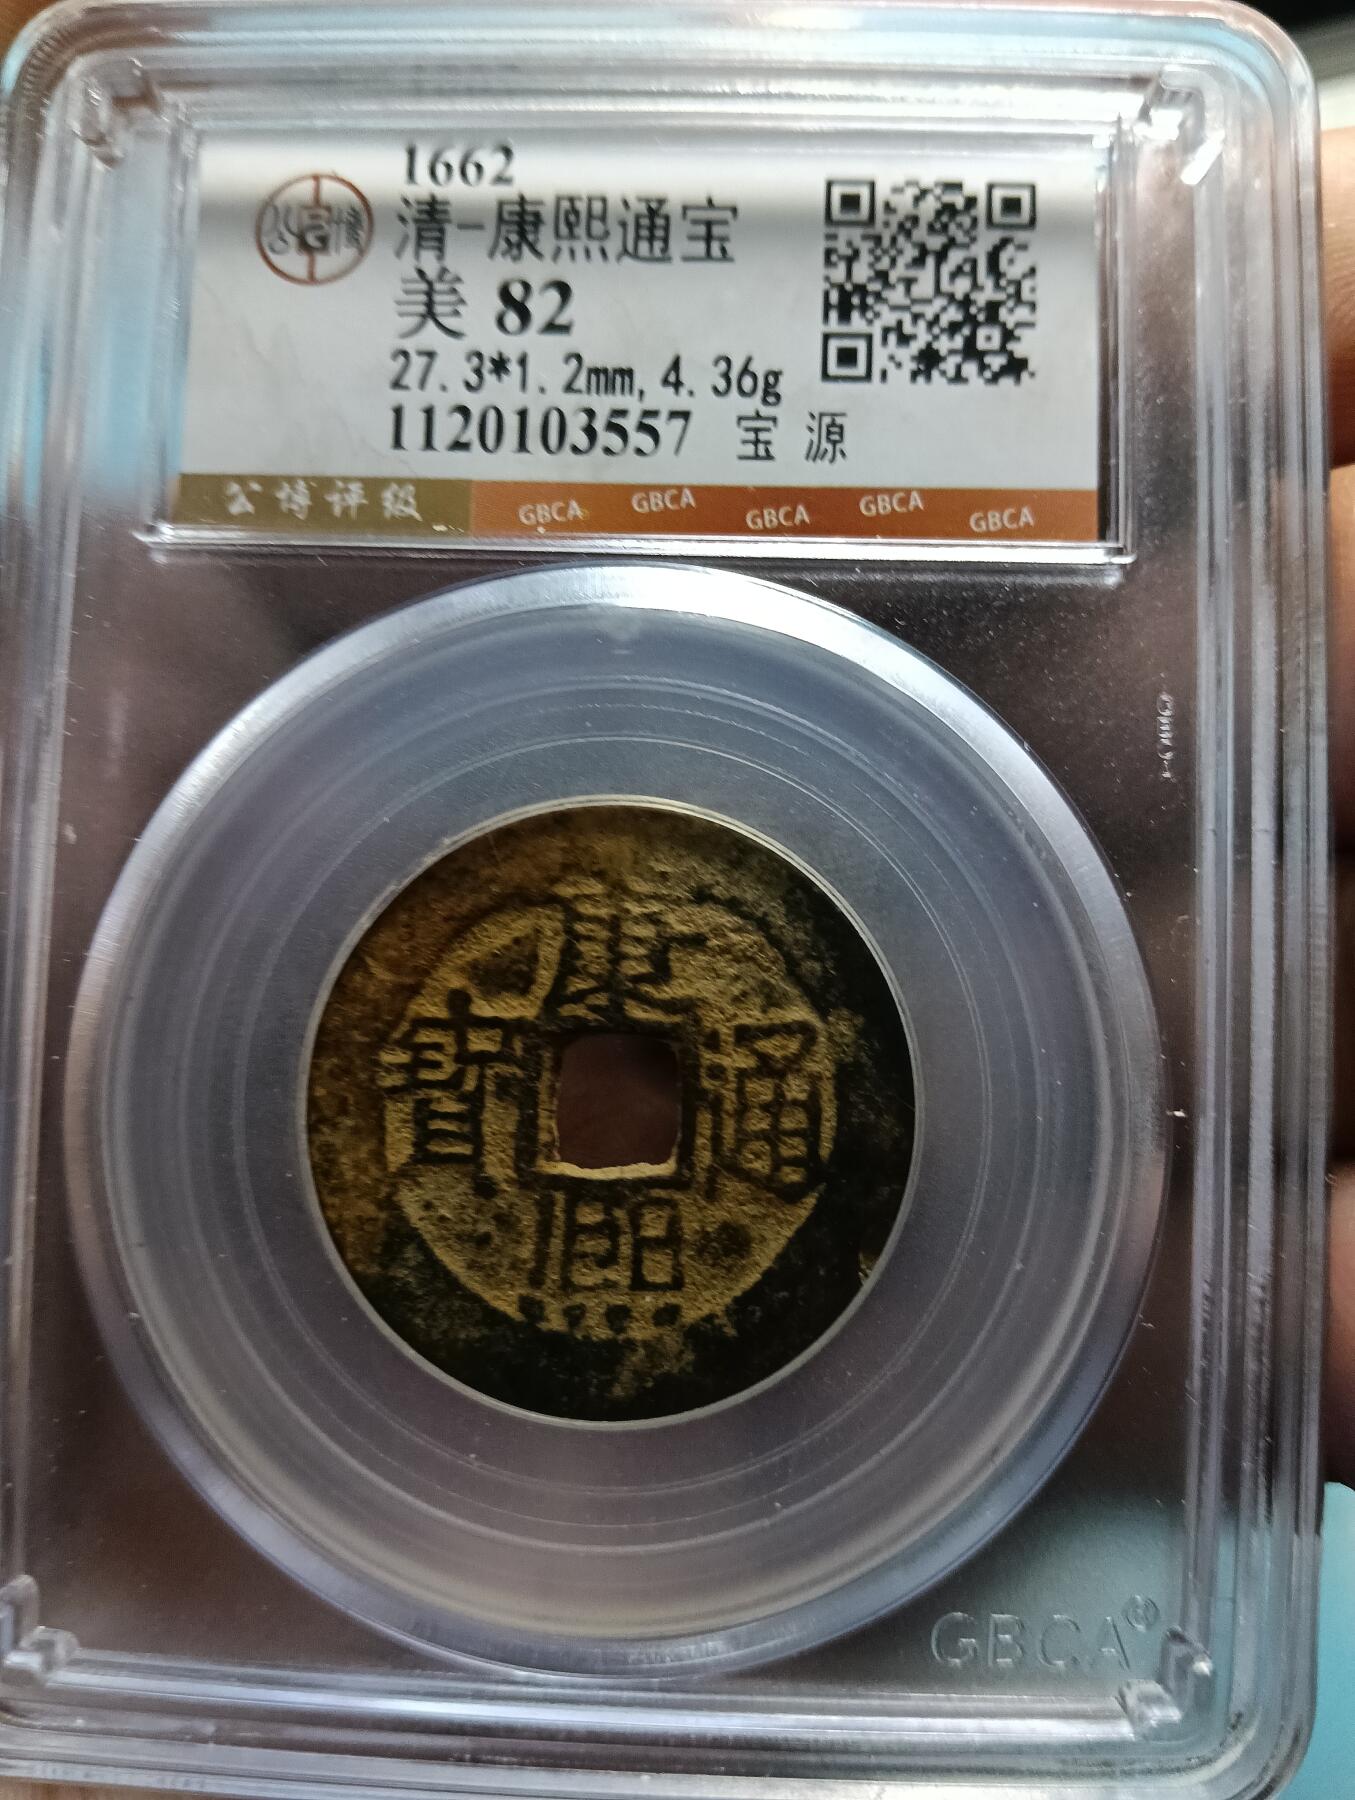 1662
清-康熙通宝
美 82
27.3*1.2mm,4.36g
1120103557 宝 源
公博评级 GBCA GBCA GBCA GBCA GBCA
康
寶 通
熙
GBCA®